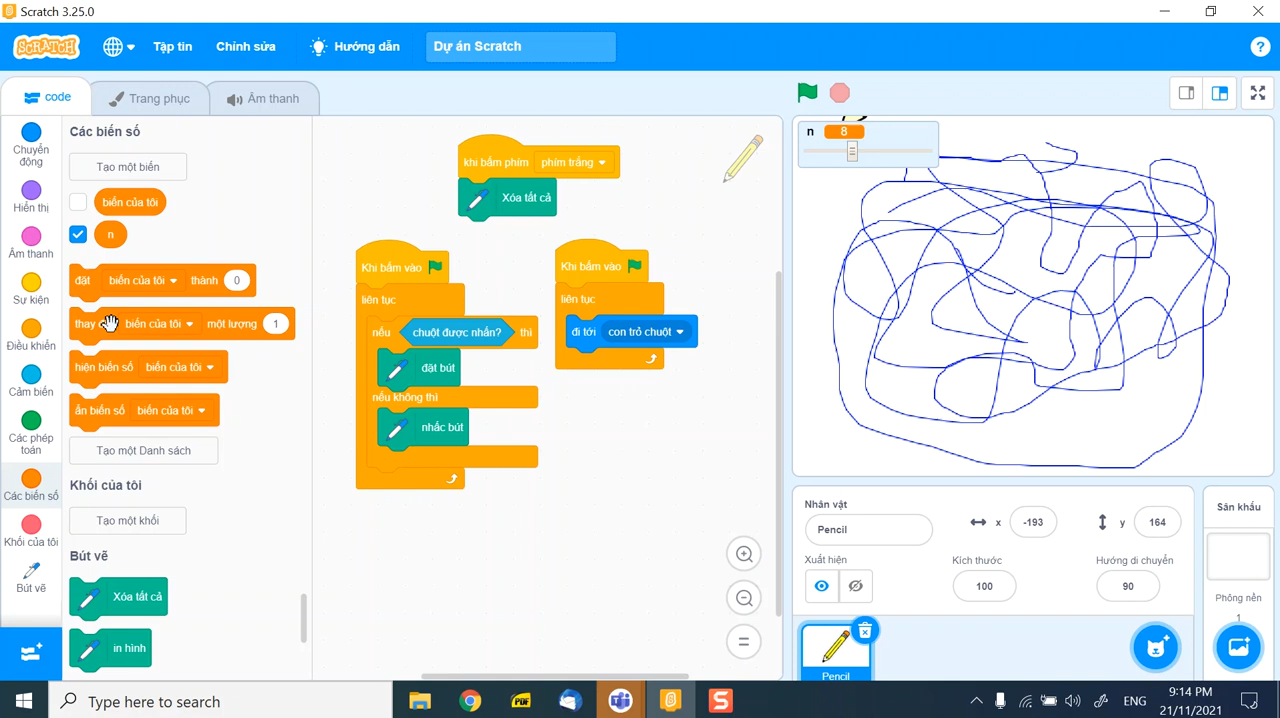 Scratch 3.25.0
SCRATCH
Tập tin
Chỉnh sửa
Hướng dẫn
Dự án Scratch
?
code
Trang phục
Âm thanh
Chuyển động
Hiển thị
Âm thanh
Sự kiện
Điều khiển
Cảm biến
Các phép toán
Các biến số
Khối của tôi
Bút vẽ
Các biến số
Tạo một biến
biến của tôi
n
đặt biến của tôi thành 0
thay biến của tôi một lượng 1
hiện biến số biến của tôi
ẩn biến số biến của tôi
Tạo một Danh sách
Khối của tôi
Tạo một khối
Bút vẽ
Xóa tất cả
in hình
khi bấm phím phím trắng
Xóa tất cả
Khi bấm vào
liên tục
nếu chuột được nhấn? thì
đặt bút
nếu không thì
nhấc bút
Khi bấm vào
liên tục
đi tới con trỏ chuột
n 8
Nhân vật
Pencil
x -193
y 164
Xuất hiện
Kích thước
100
Hướng di chuyển
90
Pencil
Sân khấu
Phông nền
1
Type here to search
PDF
ENG
9:14 PM
21/11/2021